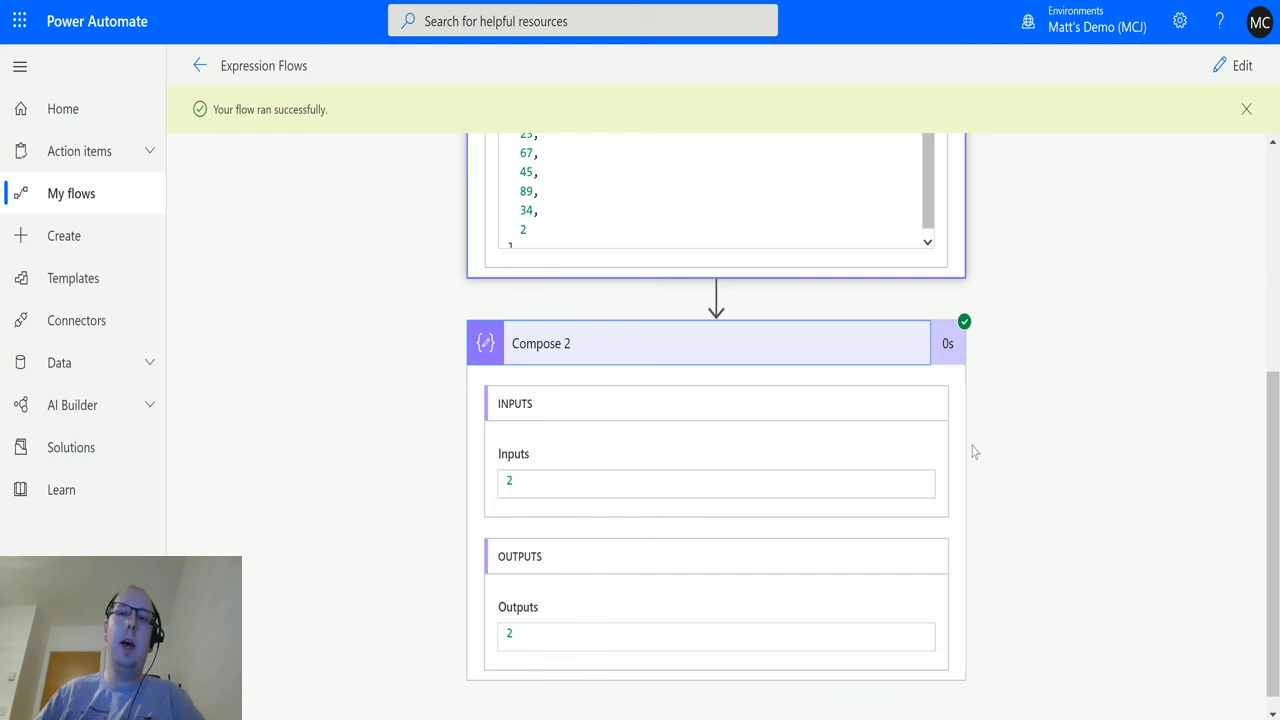 Power Automate
Search for helpful resources
Environments
Matt's Demo (MCJ)
?
MC
Expression Flows
Edit
Your flow ran successfully.
Home
Action items
My flows
Create
Templates
Connectors
Data
AI Builder
Solutions
Learn
23,
67,
45,
89,
34,
2
]
Compose 2
0s
INPUTS
Inputs
2
OUTPUTS
Outputs
2